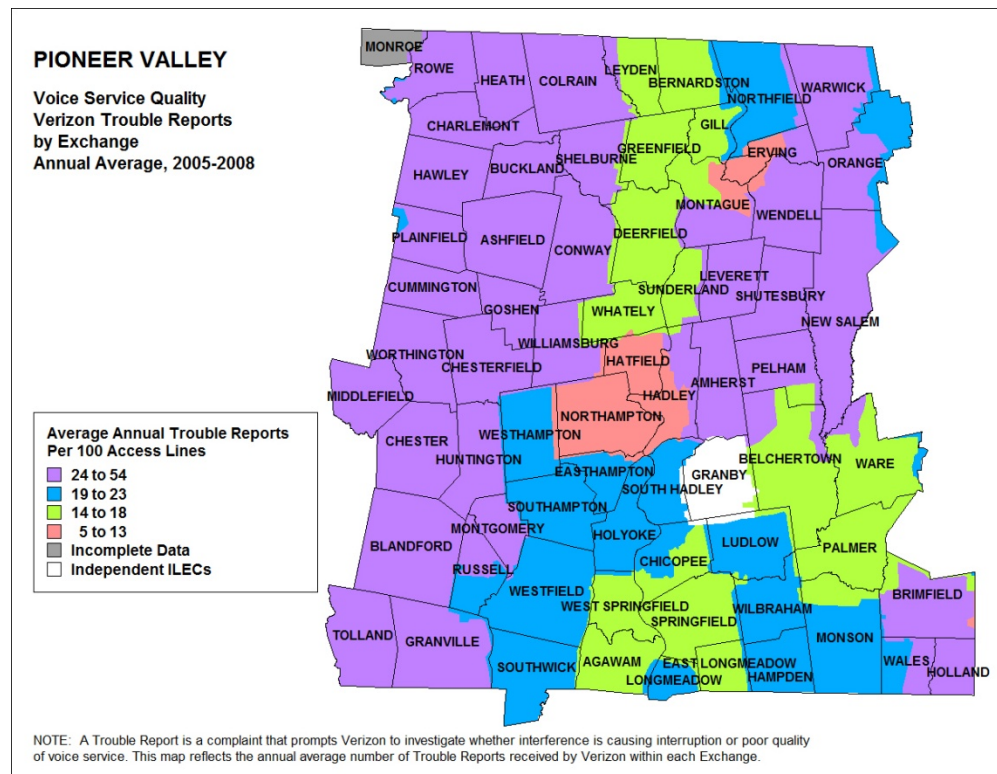 PIONEER VALLEY
Voice Service Quality
Verizon Trouble Reports
by Exchange
Annual Average, 2005-2008
MONROE
ROWE
HEATH
COLRAIN
LEYDEN
BERNARDSTON
NORTHFIELD
WARWICK
CHARLEMONT
GILL
GREENFIELD
ERVING
SHELBURNE
BUCKLAND
HAWLEY
ORANGE
MONTAGUE
WENDELL
PLAINFIELD
ASHFIELD
CONWAY
DEERFIELD
LEVERETT
CUMMINGTON
SUNDERLAND
SHUTESBURY
GOSHEN
WHATELY
NEW SALEM
WILLIAMSBURG
WORTHINGTON
CHESTERFIELD
HATFIELD
PELHAM
AMHERST
MIDDLEFIELD
HADLEY
NORTHAMPTON
CHESTER
WESTHAMPTON
HUNTINGTON
BELCHERTOWN
WARE
EASTHAMPTON
GRANBY
SOUTH HADLEY
SOUTHAMPTON
MONTGOMERY
HOLYOKE
LUDLOW
BLANDFORD
PALMER
CHICOPEE
RUSSELL
WESTFIELD
BRIMFIELD
WEST SPRINGFIELD
WILBRAHAM
SPRINGFIELD
TOLLAND
GRANVILLE
MONSON
SOUTHWICK
AGAWAM
EAST LONGMEADOW
WALES
HOLLAND
LONGMEADOW
HAMPDEN
Average Annual Trouble Reports
Per 100 Access Lines
24 to 54
19 to 23
14 to 18
5 to 13
Incomplete Data
Independent ILECs
NOTE: A Trouble Report is a complaint that prompts Verizon to investigate whether interference is causing interruption or poor quality
of voice service. This map reflects the annual average number of Trouble Reports received by Verizon within each Exchange.